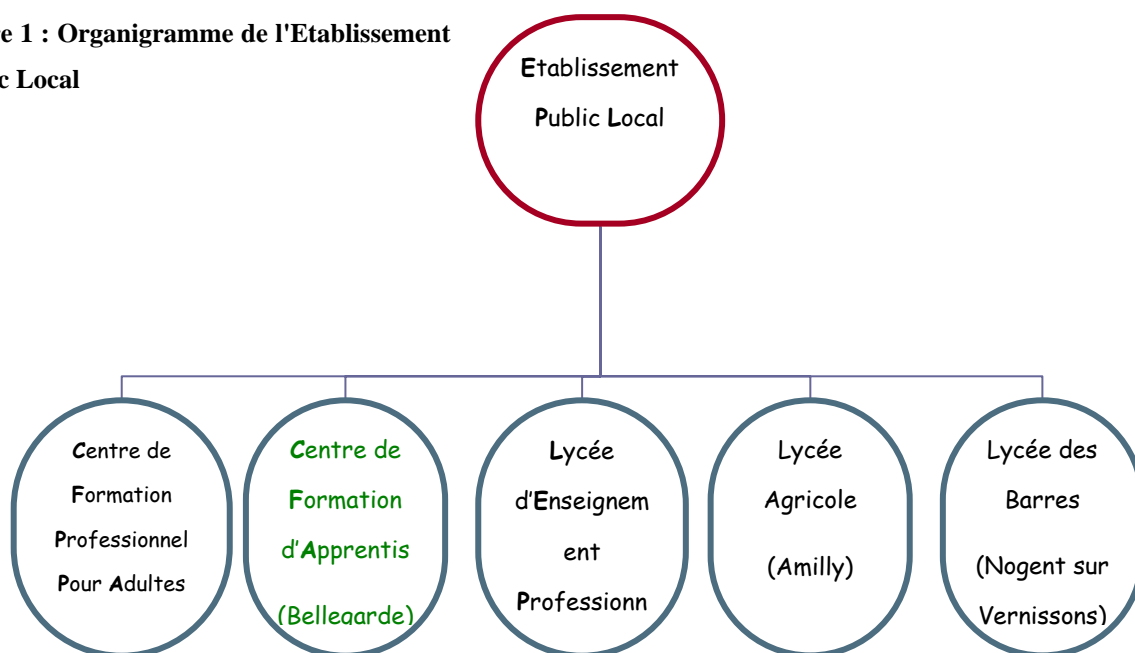 re 1 : Organigramme de l'Etablissement
c Local
Etablissement
Public Local
Centre de
Formation
Professionnel
Pour Adultes
Centre de
Formation
d'Apprentis
(Bellegarde)
Lycée
d'Enseignem
ent
Professionn
Lycée
Agricole
(Amilly)
Lycée des
Barres
(Nogent sur
Vernissons)